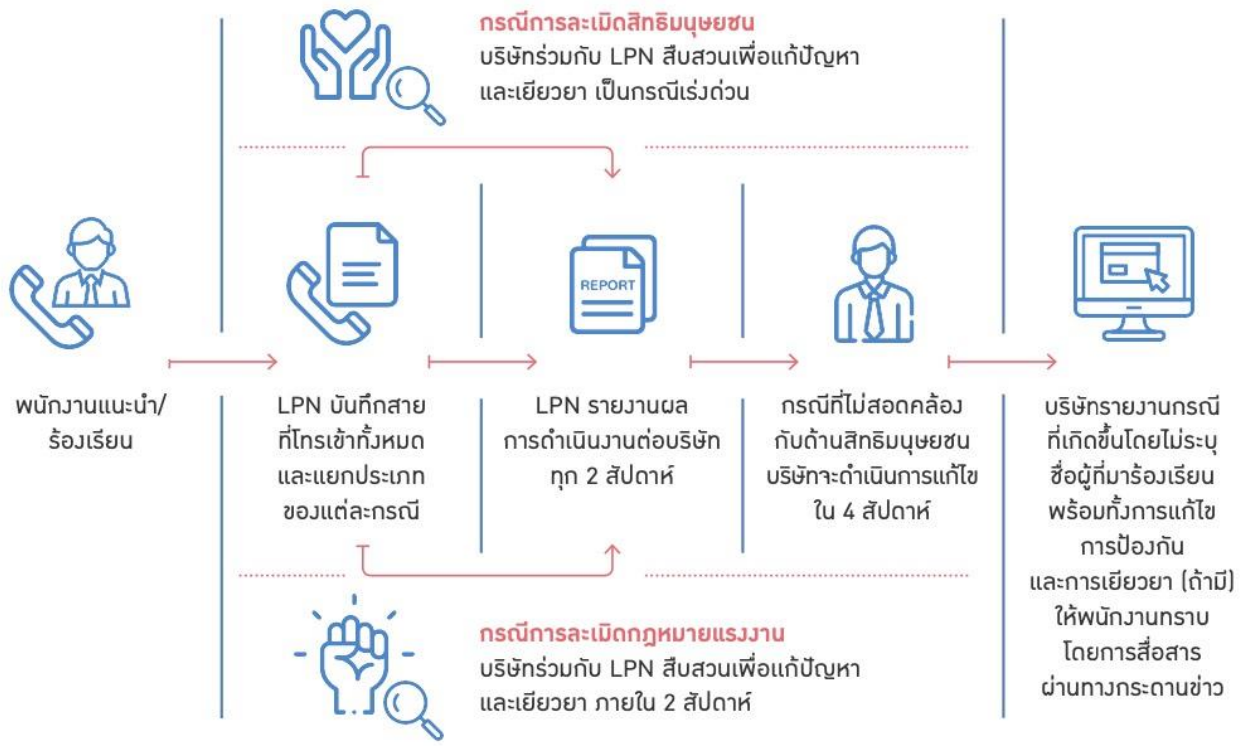 กรณีการละเมิดสิทธิมนุษยชน
บริษัทร่วมกับ LPN สืบสวนเพื่อแก้ปัญหา
และเยียวยา เป็นกรณีเร่งด่วน
พนักงานแนะนำ/
ร้องเรียน
LPN บันทึกสาย
ที่โทรเข้าทั้งหมด
และแยกประเภท
ของแต่ละกรณี
REPORT
LPN รายงานผล
การดำเนินงานต่อบริษัท
ทุก 2 สัปดาห์
กรณีที่ไม่สอดคล้อง
กับด้านสิทธิมนุษยชน
บริษัทจะดำเนินการแก้ไข
ใน 4 สัปดาห์
บริษัทรายงานกรณี
ที่เกิดขึ้นโดยไม่ระบุ
ชื่อผู้ที่มาร้องเรียน
พร้อมทั้งการแก้ไข
การป้องกัน
และการเยียวยา (ถ้ามี)
ให้พนักงานทราบ
โดยการสื่อสาร
ผ่านทางกระดานข่าว
กรณีการละเมิดกฎหมายแรงงาน
บริษัทร่วมกับ LPN สืบสวนเพื่อแก้ปัญหา
และเยียวยา ภายใน 2 สัปดาห์